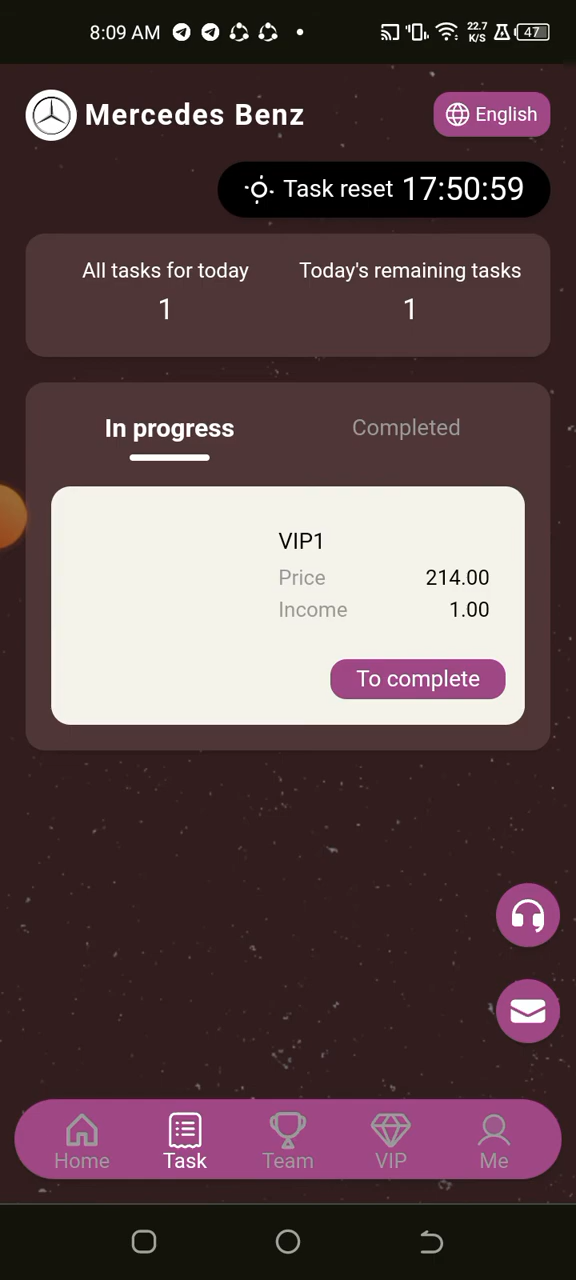 8:09 AM 22.7 K/S 47
Mercedes Benz
English
Task reset 17:50:59
All tasks for today Today's remaining tasks
1 1
In progress Completed
VIP1
Price 214.00
Income 1.00
To complete
Home Task Team VIP Me